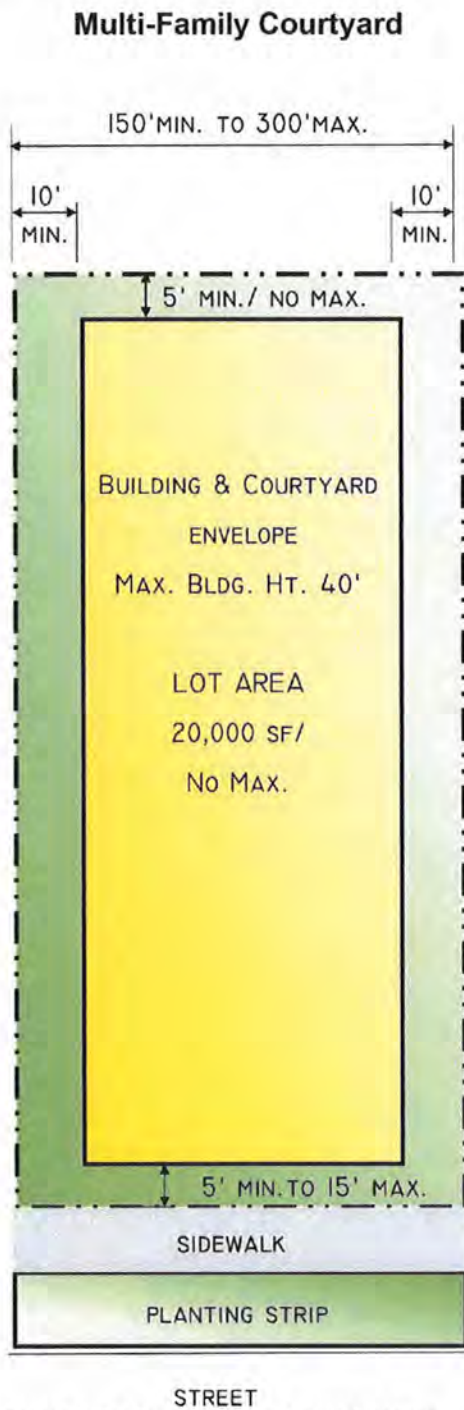 Multi-Family Courtyard
150'MIN. TO 300'MAX.
10'
MIN.
10'
MIN.
5' MIN./ NO MAX.
BUILDING & COURTYARD
ENVELOPE
MAX. BLDG. HT. 40'
LOT AREA
20,000 SF/
NO MAX.
5' MIN. TO 15' MAX.
SIDEWALK
PLANTING STRIP
STREET